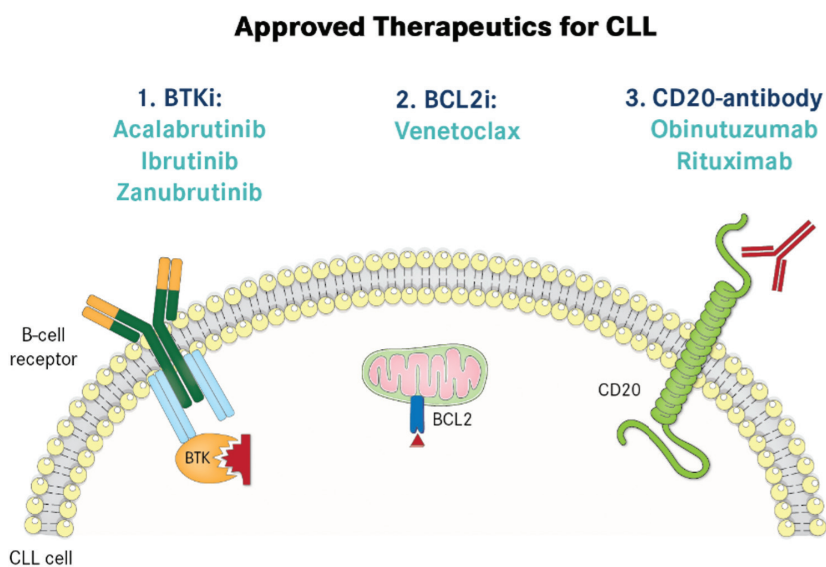 Approved Therapeutics for CLL
1. BTKi:
Acalabrutinib
Ibrutinib
Zanubrutinib
2. BCL2i:
Venetoclax
3. CD20-antibody
Obinutuzumab
Rituximab
B-cell
receptor
BTK
BCL2
CD20
CLL cell